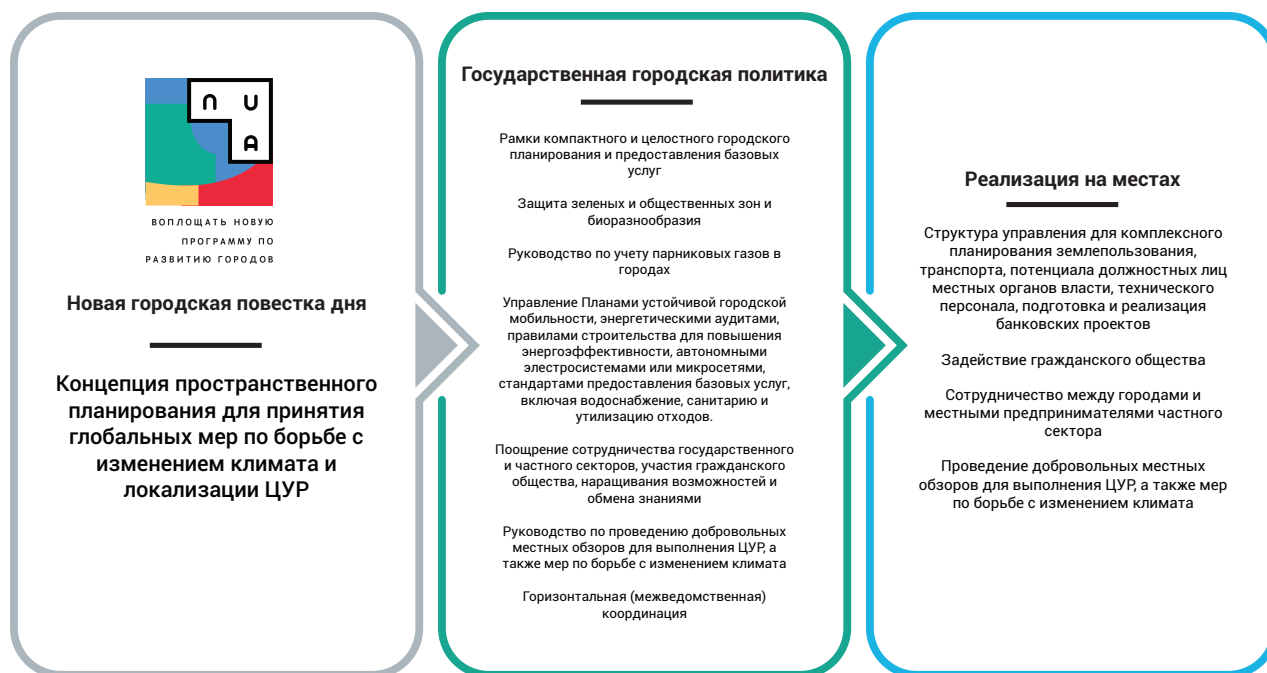 N U
A
ВОПЛОЩАТЬ НОВУЮ
ПРОГРАММУ ПО
РАЗВИТИЮ ГОРОДОВ
Новая городская повестка дня
Концепция пространственного
планирования для принятия
глобальных мер по борьбе с
изменением климата и
локализации ЦУР
Государственная городская политика
Рамки компактного и целостного городского
планирования и предоставления базовых
услуг
Защита зеленых и общественных зон и
биоразнообразия
Руководство по учету парниковых газов в
городах
Управление Планами устойчивой городской
мобильности, энергетическими аудитами,
правилами строительства для повышения
энергоэффективности, автономными
элестросистемами или микросетями,
стандартами предоставления базовых услуг,
включая водоснабжение, санитарию и
утилизацию отходов.
Поощрение сотрудничества государственного
и частного секторов, участия гражданского
общества, наращивания возможностей и
обмена знаниями
Руководство по проведению добровольных
местных обзоров для выполнения ЦУР, а
также мер по борьбе с изменением климата
Горизонтальная (межведомственная)
координация
Реализация на местах
Структура управления для комплексного
планирования землепользования,
транспорта, потенциала должностных лиц
местных органов власти, технического
персонала, подготовка и реализация
банковских проектов
Задействие гражданского общества
Сотрудничество между городами и
местными предпринимателями частного
сектора
Проведение добровольных местных
обзоров для выполнения ЦУР, а также мер
по борьбе с изменением климата